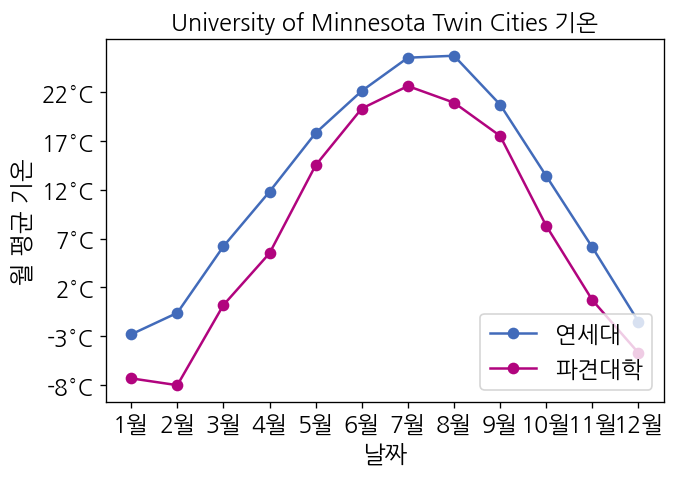 University of Minnesota Twin Cities 기온
월 평균 기온
22°C
17°C
12°C
7°C
2°C
-3°C
-8°C
연세대
파견대학
1월 2월 3월 4월 5월 6월 7월 8월 9월 10월 11월 12월
날짜